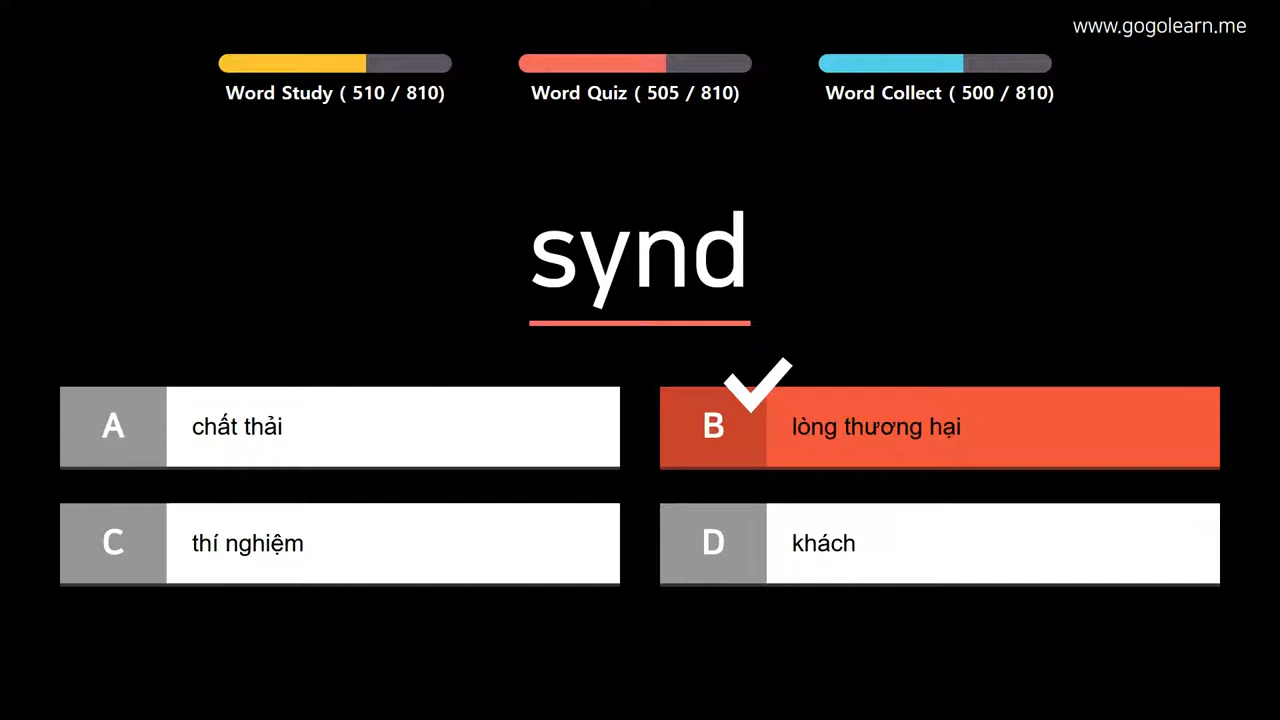 www.gogolearn.me
Word Study ( 510 / 810)
Word Quiz ( 505 / 810)
Word Collect ( 500 / 810)
synd
A chất thải
B lòng thương hại
C thí nghiệm
D khách